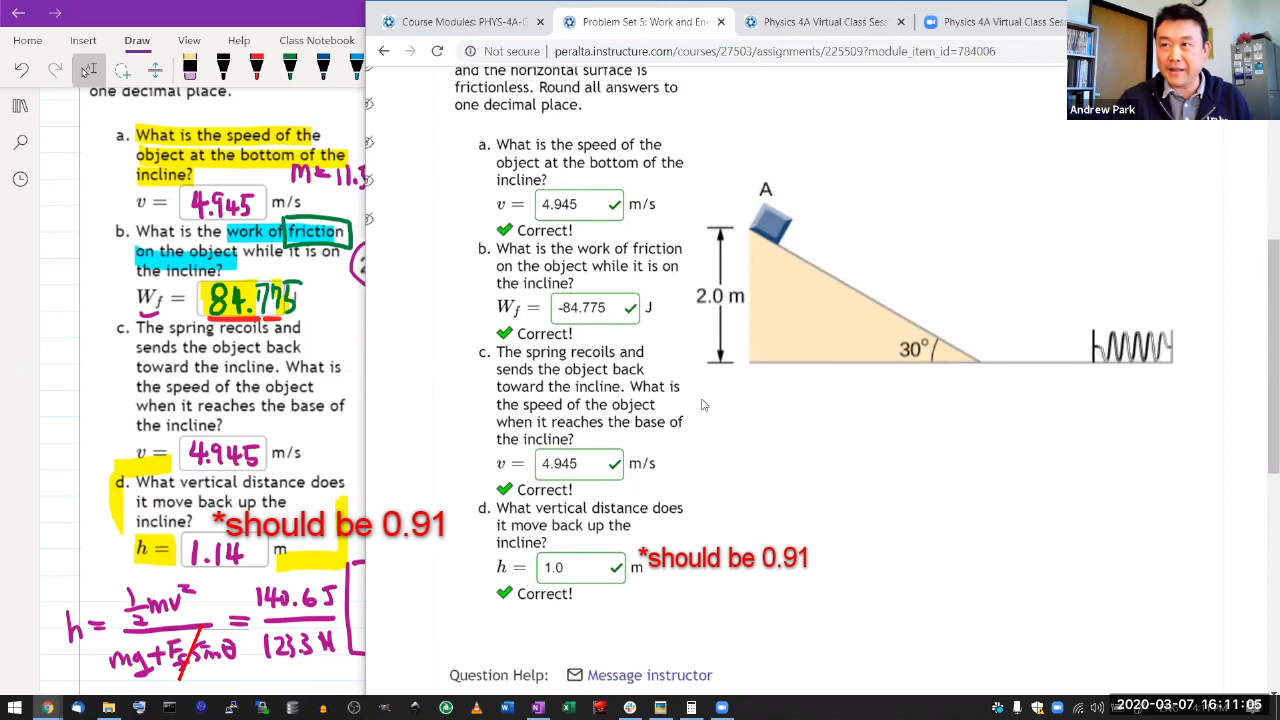 Course Modules: PHYS-4A-G
Problem Set 5: Work and En
Physics 4A Virtual Class Sess
Physics 4A Virtual Class Ses
Home
Insert
Draw
View
Help
Class Notebook
Not secure | peralta.instructure.com/courses/27503/assignments/225509?module_item_id=784006
Andrew Park
one decimal place.
a. What is the speed of the
object at the bottom of the
incline?
m = 11.5
v = 4.945 m/s
b. What is the work of friction
on the object while it is on
the incline?
Wf = 84.775
c. The spring recoils and
sends the object back
toward the incline. What is
the speed of the object
when it reaches the base of
the incline?
v = 4.945 m/s
d. What vertical distance does
it move back up the
incline?
*should be 0.91
h = 1.14 m
and the horizontal surface is
frictionless. Round all answers to
one decimal place.
a. What is the speed of the
object at the bottom of the
incline?
v = 4.945 m/s
Correct!
b. What is the work of friction
on the object while it is on
the incline?
Wf = -84.775 J
Correct!
c. The spring recoils and
sends the object back
toward the incline. What is
the speed of the object
when it reaches the base of
the incline?
v = 4.945 m/s
Correct!
d. What vertical distance does
it move back up the
incline?
h = 1.0 m *should be 0.91
Correct!
A
2.0 m
30°
Question Help: Message instructor
2020-03-07 16:11:05